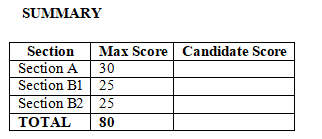 SUMMARY
Section Max Score Candidate Score
Section A 30
Section B1 25
Section B2 25
TOTAL 80